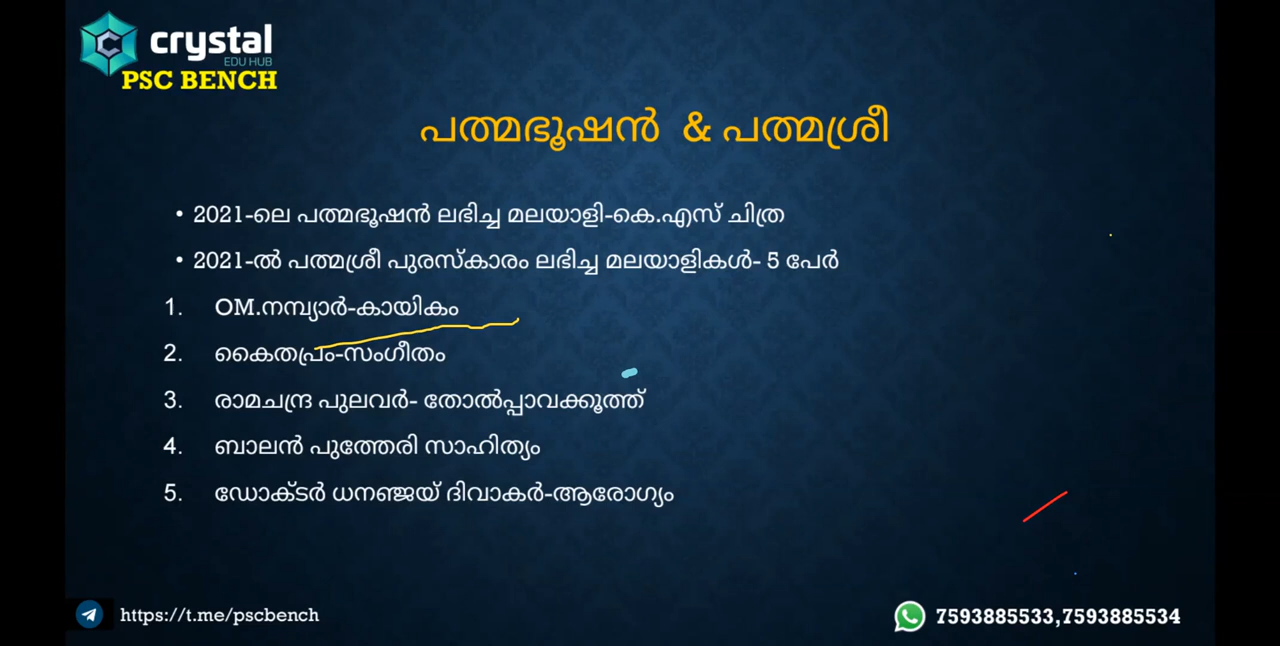 crystal
EDU HUB
PSC BENCH
പത്മഭൂഷൻ & പത്മശ്രീ
• 2021-ലെ പത്മഭൂഷൻ ലഭിച്ച മലയാളി-കെ.എസ് ചിത്ര
• 2021-ൽ പത്മശ്രീ പുരസ്കാരം ലഭിച്ച മലയാളികൾ- 5 പേർ
1. OM.നമ്പ്യാർ-കായികം
2. കൈതപ്രം-സംഗീതം
3. രാമചന്ദ്ര പുലവർ- തോൽപ്പാവക്കൂത്ത്
4. ബാലൻ പുത്തേരി സാഹിത്യം
5. ഡോക്ടർ ധനഞ്ജയ് ദിവാകർ-ആരോഗ്യം
https://t.me/pscbench
7593885533,7593885534